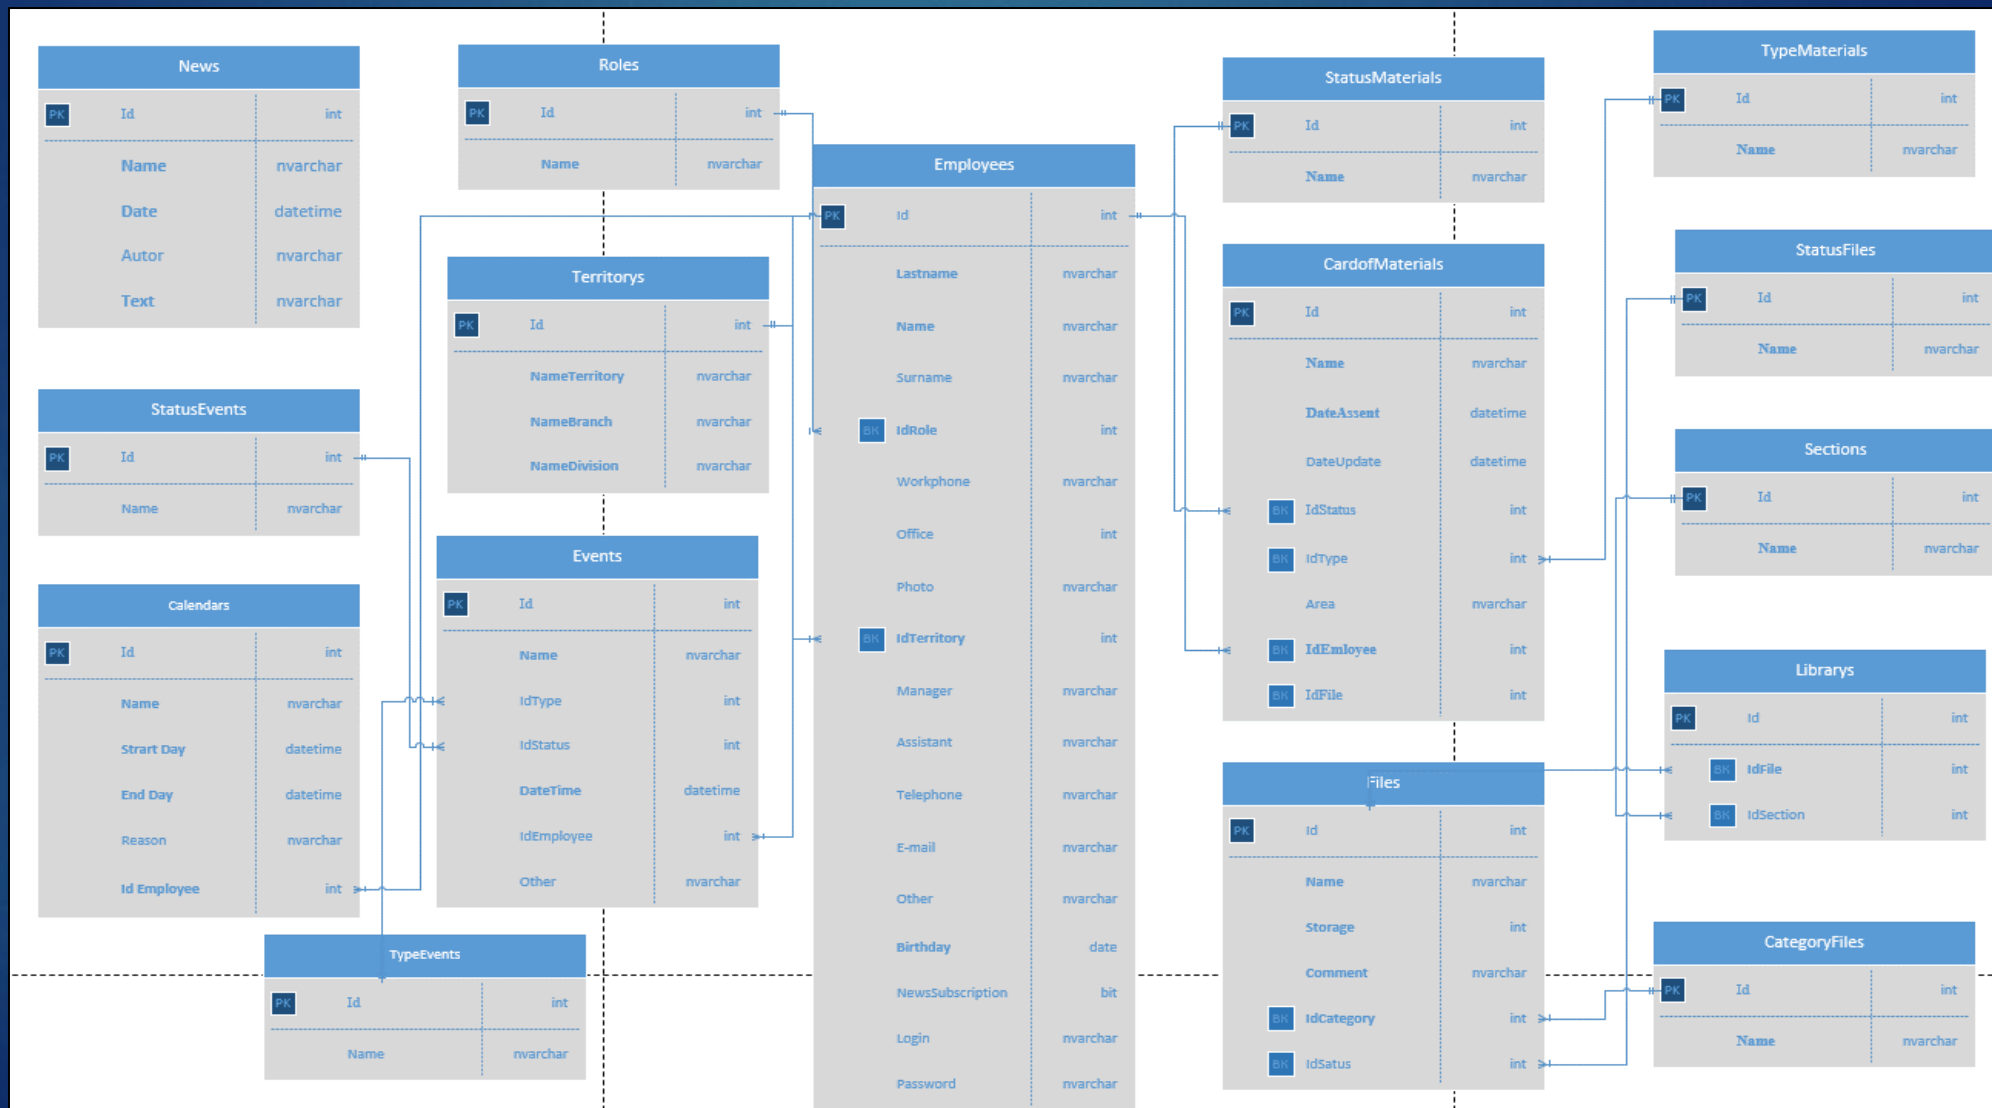 News
PK Id int
Name nvarchar
Date datetime
Autor nvarchar
Text nvarchar
StatusEvents
PK Id int
Name nvarchar
Calendars
PK Id int
Name nvarchar
Strart Day datetime
End Day datetime
Reason nvarchar
Id Employee int
TypeEvents
PK Id int
Name nvarchar
Roles
PK Id int
Name nvarchar
Territorys
PK Id int
NameTerritory nvarchar
NameBranch nvarchar
NameDivision nvarchar
Events
PK Id int
Name nvarchar
IdType int
IdStatus int
DateTime datetime
IdEmployee int
Other nvarchar
Employees
PK Id int
Lastname nvarchar
Name nvarchar
Surname nvarchar
BK IdRole int
Workphone nvarchar
Office int
Photo nvarchar
BK IdTerritory int
Manager nvarchar
Assistant nvarchar
Telephone nvarchar
E-mail nvarchar
Other nvarchar
Birthday date
NewsSubscription bit
Login nvarchar
Password nvarchar
StatusMaterials
PK Id int
Name nvarchar
CardofMaterials
PK Id int
Name nvarchar
DateAssent datetime
DateUpdate datetime
BK IdStatus int
BK IdType int
Area nvarchar
BK IdEmloyee int
BK IdFile int
Files
PK Id int
Name nvarchar
Storage int
Comment nvarchar
BK IdCategory int
BK IdSatus int
TypeMaterials
PK Id int
Name nvarchar
StatusFiles
PK Id int
Name nvarchar
Sections
PK Id int
Name nvarchar
Librarys
PK Id int
BK IdFile int
BK IdSection int
CategoryFiles
PK Id int
Name nvarchar